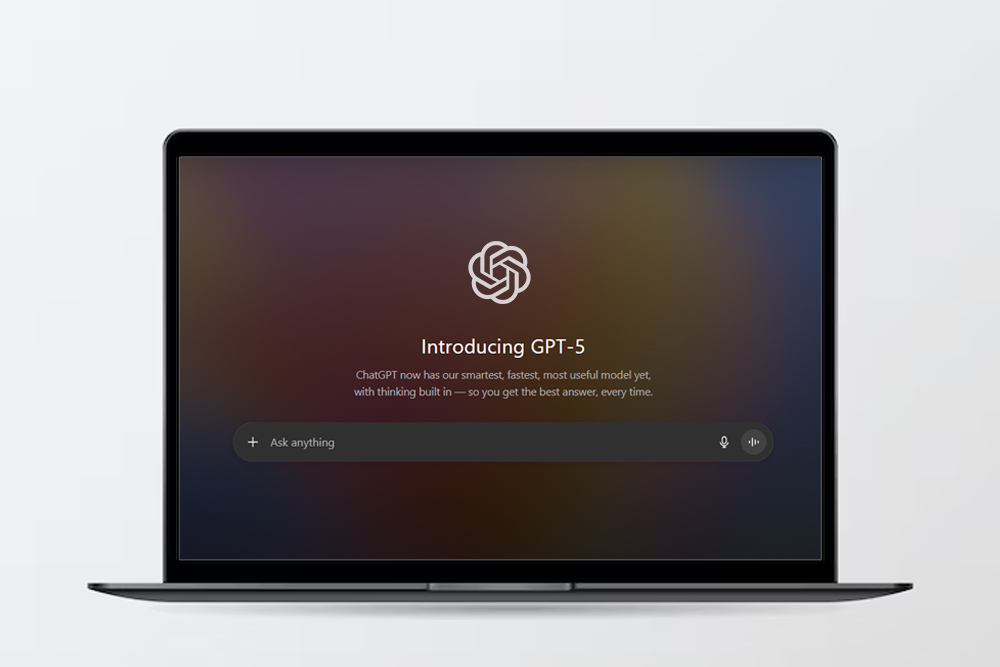 Introducing GPT-5
ChatGPT now has our smartest, fastest, most useful model yet,
with thinking built in — so you get the best answer, every time.
Ask anything